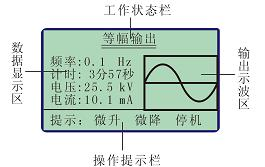 工作状态栏
等幅输出
数据显示区
频率:0.1 Hz
计时: 3分57秒
电压:25.5 kV
电流:10.1 mA
输出示波区
提示: 微升 微降 停机
操作提示栏